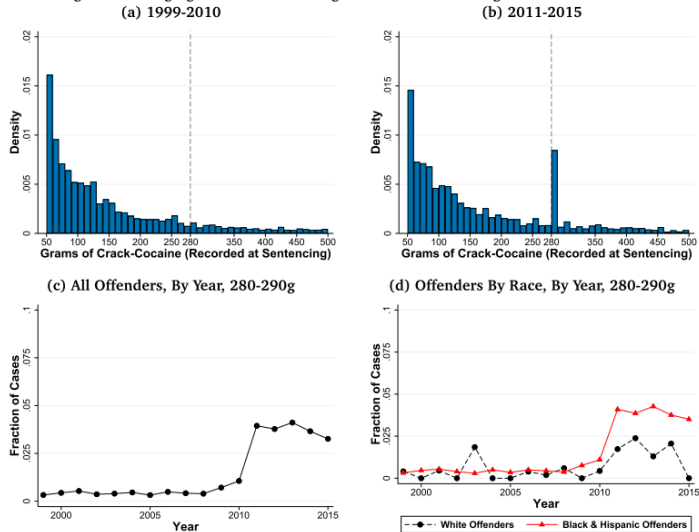 (a) 1999-2010
(b) 2011-2015
.02
.015
.01
.005
0
Density
50 100 150 200 250 280 350 400 450 500
Grams of Crack-Cocaine (Recorded at Sentencing)
.02
.015
.01
.005
0
Density
50 100 150 200 250 280 350 400 450 500
Grams of Crack-Cocaine (Recorded at Sentencing)
(c) All Offenders, By Year, 280-290g
(d) Offenders By Race, By Year, 280-290g
.1
.075
.05
.025
0
Fraction of Cases
2000 2005 2010 2015
Year
.1
.075
.05
.025
0
Fraction of Cases
2000 2005 2010 2015
Year
White Offenders Black & Hispanic Offenders